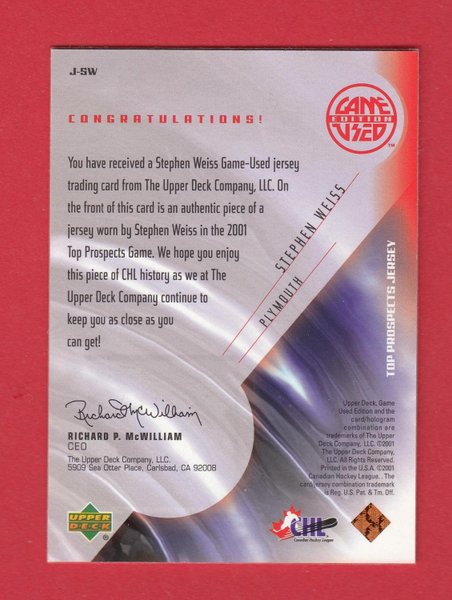 J-SW
GAME
EDITION
USED
TM
CONGRATULATIONS!
You have received a Stephen Weiss Game-Used jersey
trading card from The Upper Deck Company, LLC. On
the front of this card is an authentic piece of a
jersey worn by Stephen Weiss in the 2001
Top Prospects Game. We hope you enjoy
this piece of CHL history as we at The
Upper Deck Company continue to
keep you as close as you
can get!
STEPHEN WEISS
PLYMOUTH
TOP PROSPECTS JERSEY
Richard McWilliam
RICHARD P. McWILLIAM
CEO
The Upper Deck Company, LLC.
5909 Sea Otter Place, Carlsbad, CA 92008
Upper Deck, Game
Used Edition and the
card/hologram
combination are
trademarks of The Upper
Deck Company, LLC. ©2001
The Upper Deck Company,
LLC. All Rights Reserved.
Printed in the U.S.A. ©2001
Canadian Hockey League. . The
card/jersey combination trademark
is Reg. U.S. Pat. & Tm. Off.
UPPER
DECK
®
CHL
Canadian Hockey League